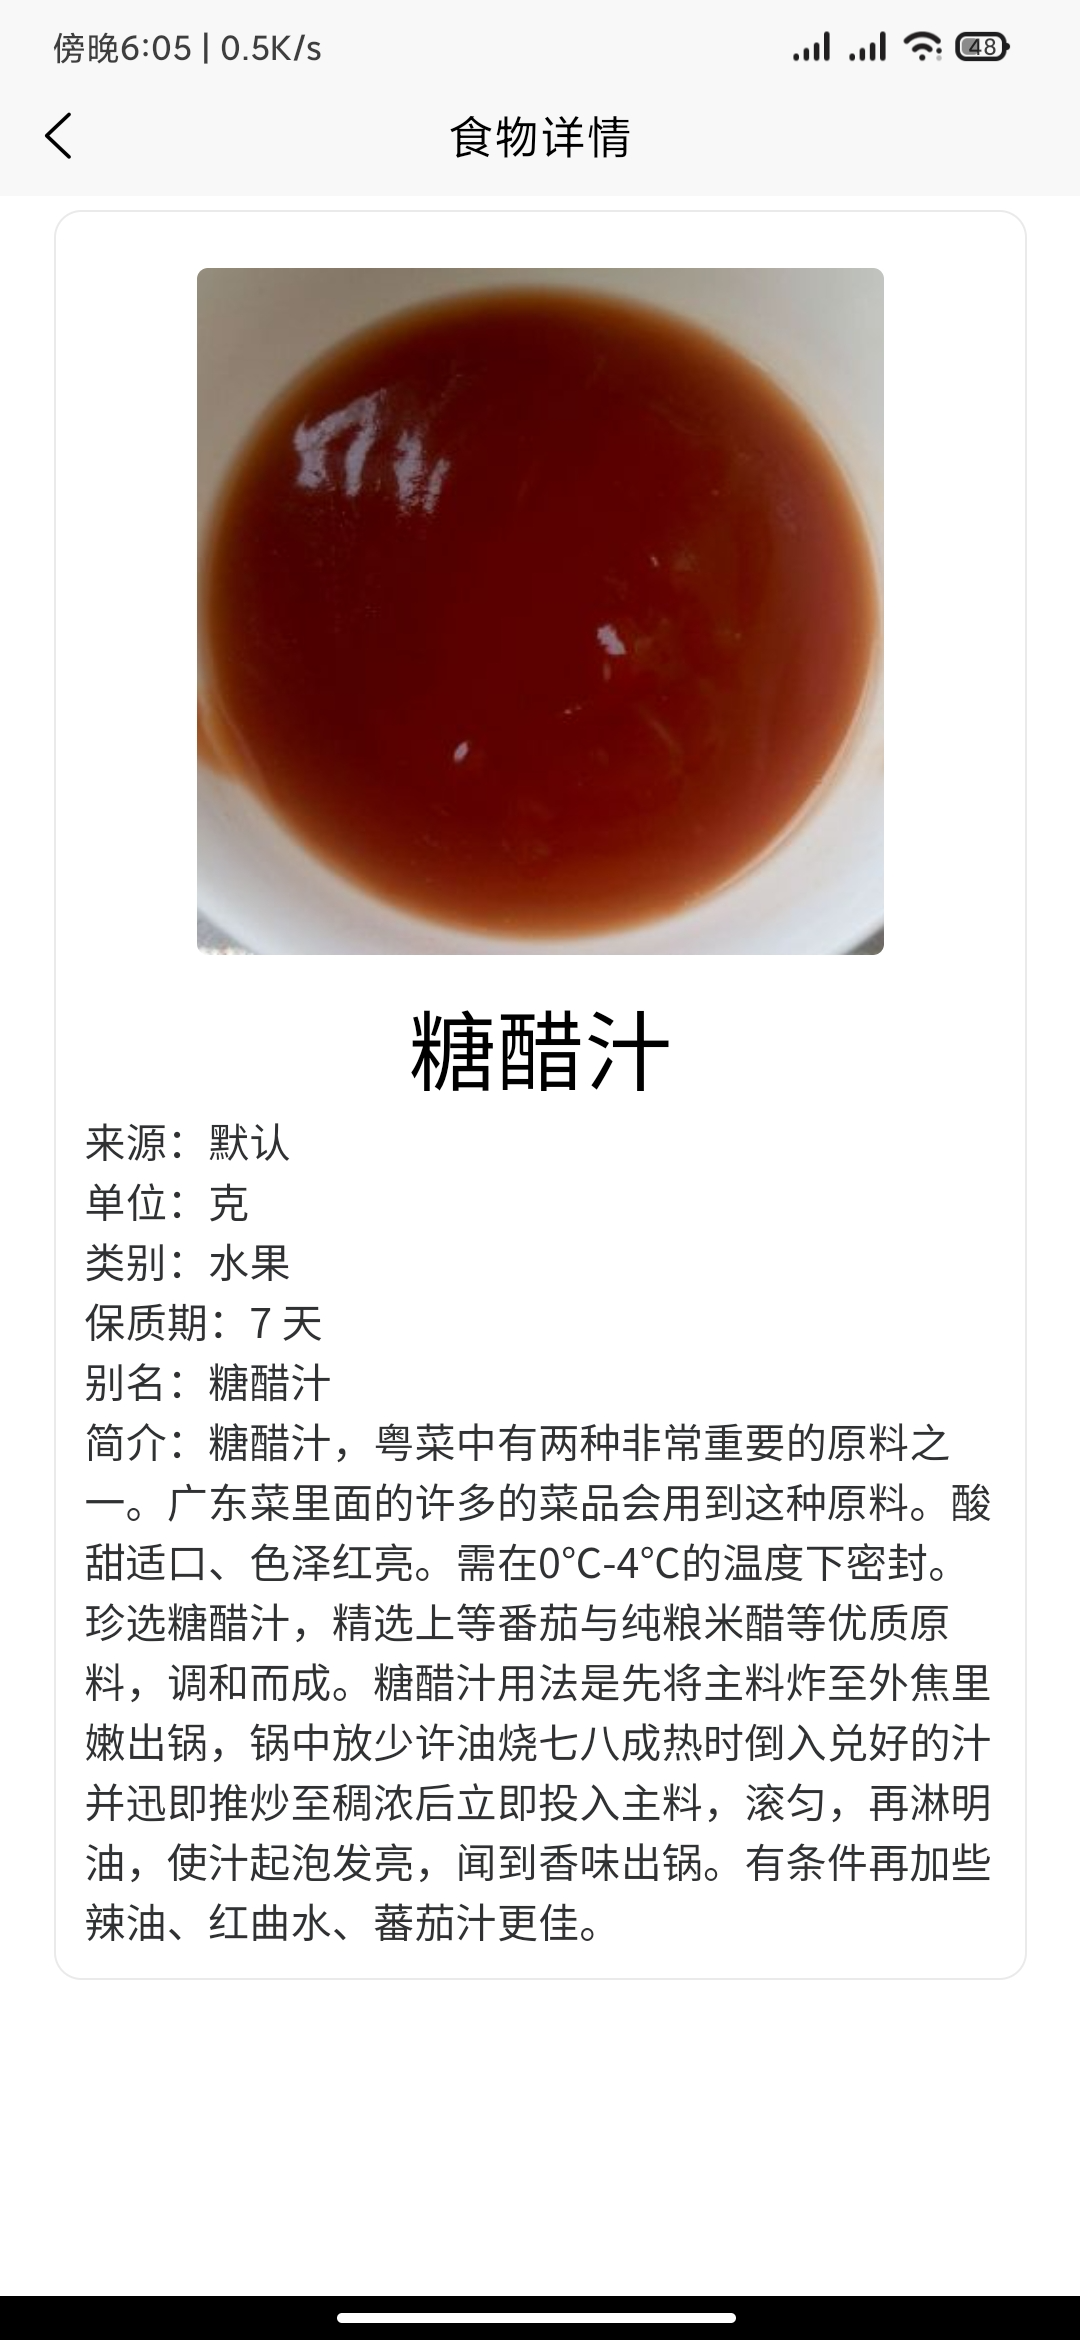 傍晚6:05 | 0.5K/s
48
食物详情
糖醋汁
来源：默认
单位：克
类别：水果
保质期：7 天
别名：糖醋汁
简介：糖醋汁，粤菜中有两种非常重要的原料之
一。广东菜里面的许多的菜品会用到这种原料。酸
甜适口、色泽红亮。需在0℃-4℃的温度下密封。
珍选糖醋汁，精选上等番茄与纯粮米醋等优质原
料，调和而成。糖醋汁用法是先将主料炸至外焦里
嫩出锅，锅中放少许油烧七八成热时倒入兑好的汁
并迅即推炒至稠浓后立即投入主料，滚匀，再淋明
油，使汁起泡发亮，闻到香味出锅。有条件再加些
辣油、红曲水、蕃茄汁更佳。